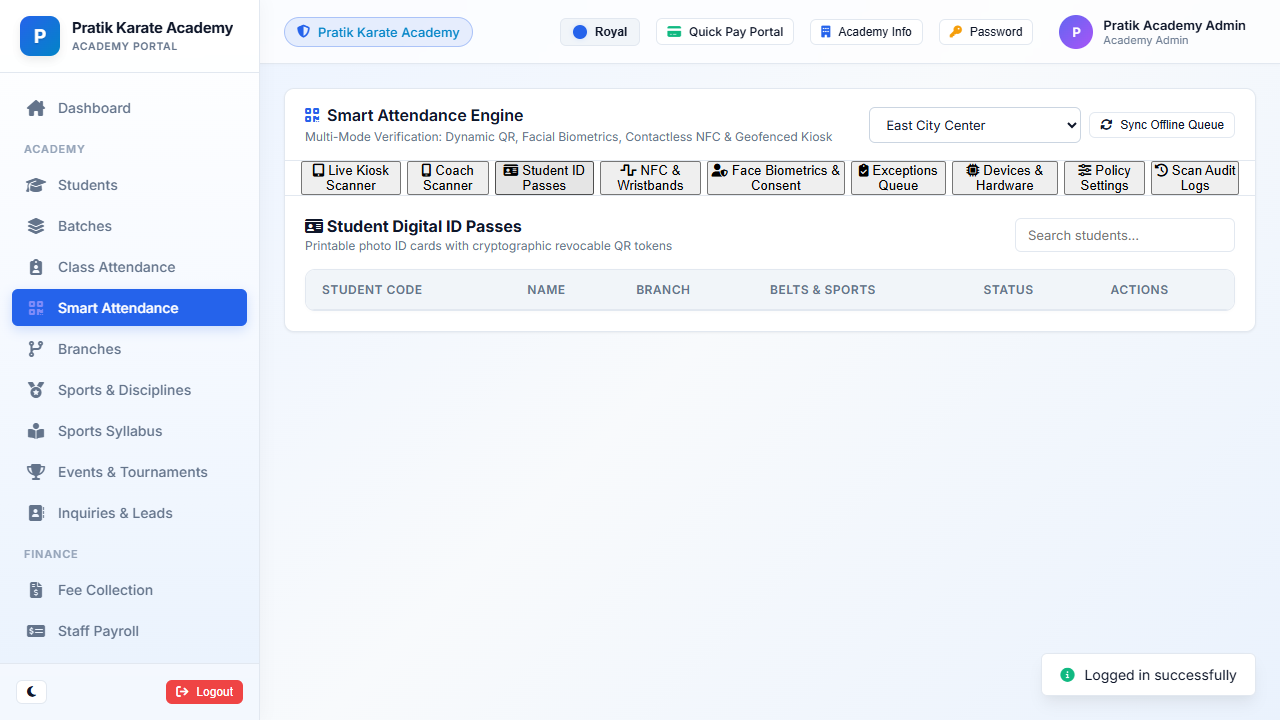 P
Pratik Karate Academy
ACADEMY PORTAL
Pratik Karate Academy
Royal
Quick Pay Portal
Academy Info
Password
P
Pratik Academy Admin
Academy Admin
Dashboard
ACADEMY
Students
Batches
Class Attendance
Smart Attendance
Branches
Sports & Disciplines
Sports Syllabus
Events & Tournaments
Inquiries & Leads
FINANCE
Fee Collection
Staff Payroll
Logout
Smart Attendance Engine
Multi-Mode Verification: Dynamic QR, Facial Biometrics, Contactless NFC & Geofenced Kiosk
East City Center
Sync Offline Queue
Live Kiosk
Scanner
Coach
Scanner
Student ID
Passes
NFC &
Wristbands
Face Biometrics &
Consent
Exceptions
Queue
Devices &
Hardware
Policy
Settings
Scan Audit
Logs
Student Digital ID Passes
Printable photo ID cards with cryptographic revocable QR tokens
Search students...
STUDENT CODE NAME BRANCH BELTS & SPORTS STATUS ACTIONS
Logged in successfully